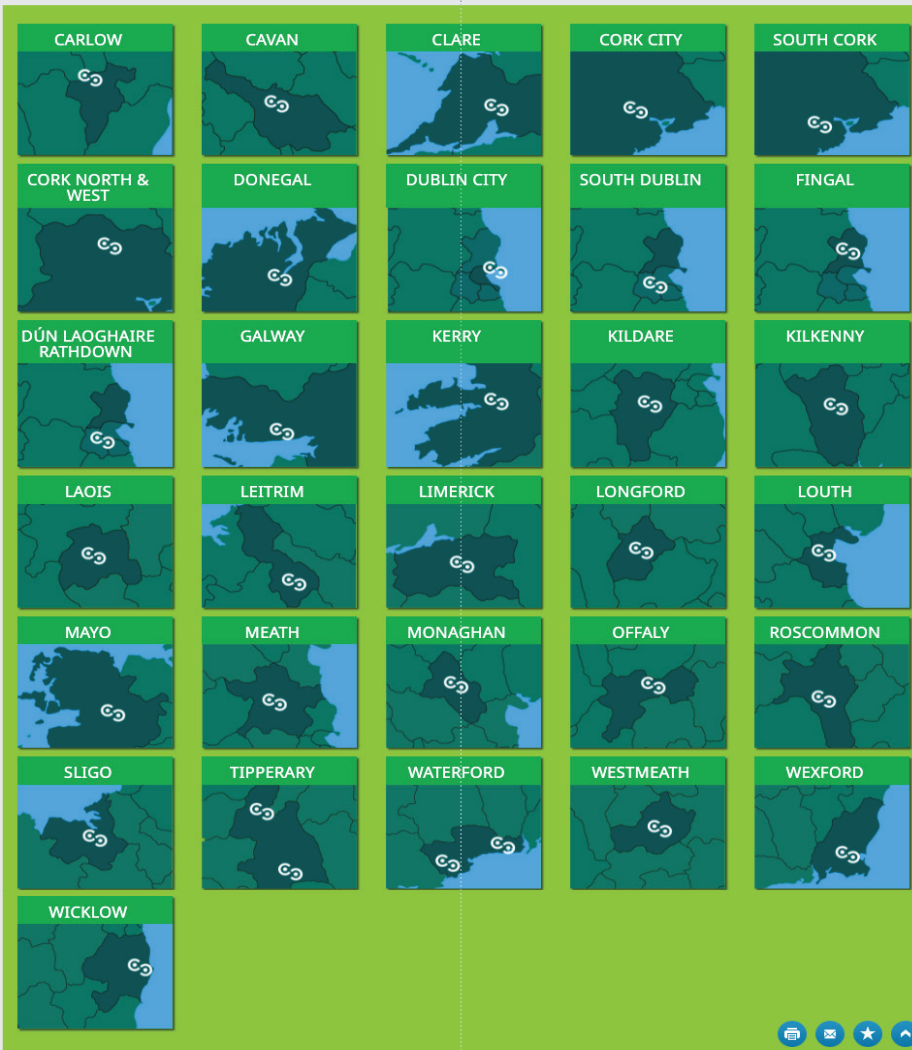 CARLOW
CAVAN
CLARE
CORK CITY
SOUTH CORK
CORK NORTH &
WEST
DONEGAL
DUBLIN CITY
SOUTH DUBLIN
FINGAL
DÚN LAOGHAIRE
RATHDOWN
GALWAY
KERRY
KILDARE
KILKENNY
LAOIS
LEITRIM
LIMERICK
LONGFORD
LOUTH
MAYO
MEATH
MONAGHAN
OFFALY
ROSCOMMON
SLIGO
TIPPERARY
WATERFORD
WESTMEATH
WEXFORD
WICKLOW